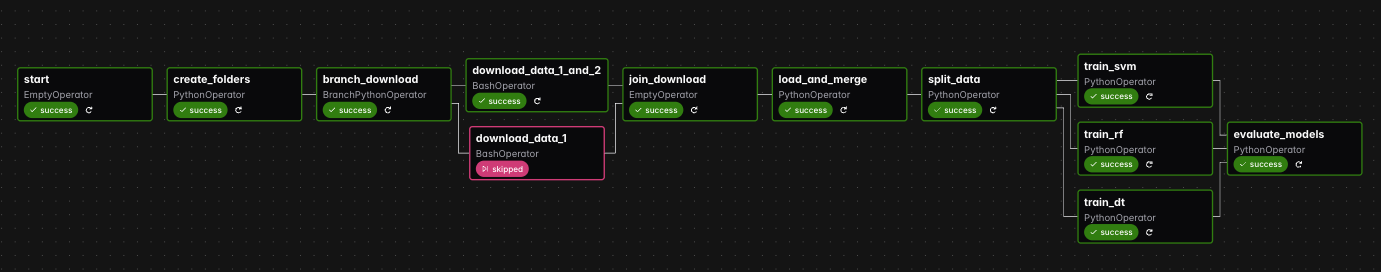 start
EmptyOperator
success
create_folders
PythonOperator
success
branch_download
BranchPythonOperator
success
download_data_1_and_2
BashOperator
success
download_data_1
BashOperator
skipped
join_download
EmptyOperator
success
load_and_merge
PythonOperator
success
split_data
PythonOperator
success
train_svm
PythonOperator
success
train_rf
PythonOperator
success
train_dt
PythonOperator
success
evaluate_models
PythonOperator
success